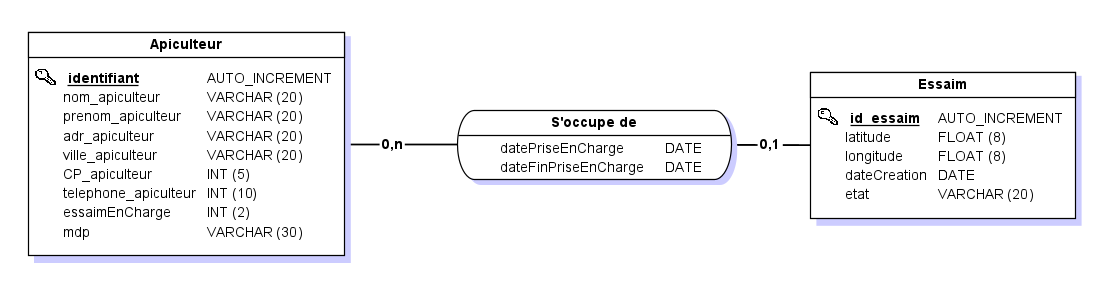 Apiculteur
identifiant AUTO_INCREMENT
nom_apiculteur VARCHAR (20)
prenom_apiculteur VARCHAR (20)
adr_apiculteur VARCHAR (20)
ville_apiculteur VARCHAR (20)
CP_apiculteur INT (5)
telephone_apiculteur INT (10)
essaimEnCharge INT (2)
mdp VARCHAR (30)
0,n
S'occupe de
datePriseEnCharge DATE
dateFinPriseEnCharge DATE
0,1
Essaim
id_essaim AUTO_INCREMENT
latitude FLOAT (8)
longitude FLOAT (8)
dateCreation DATE
etat VARCHAR (20)